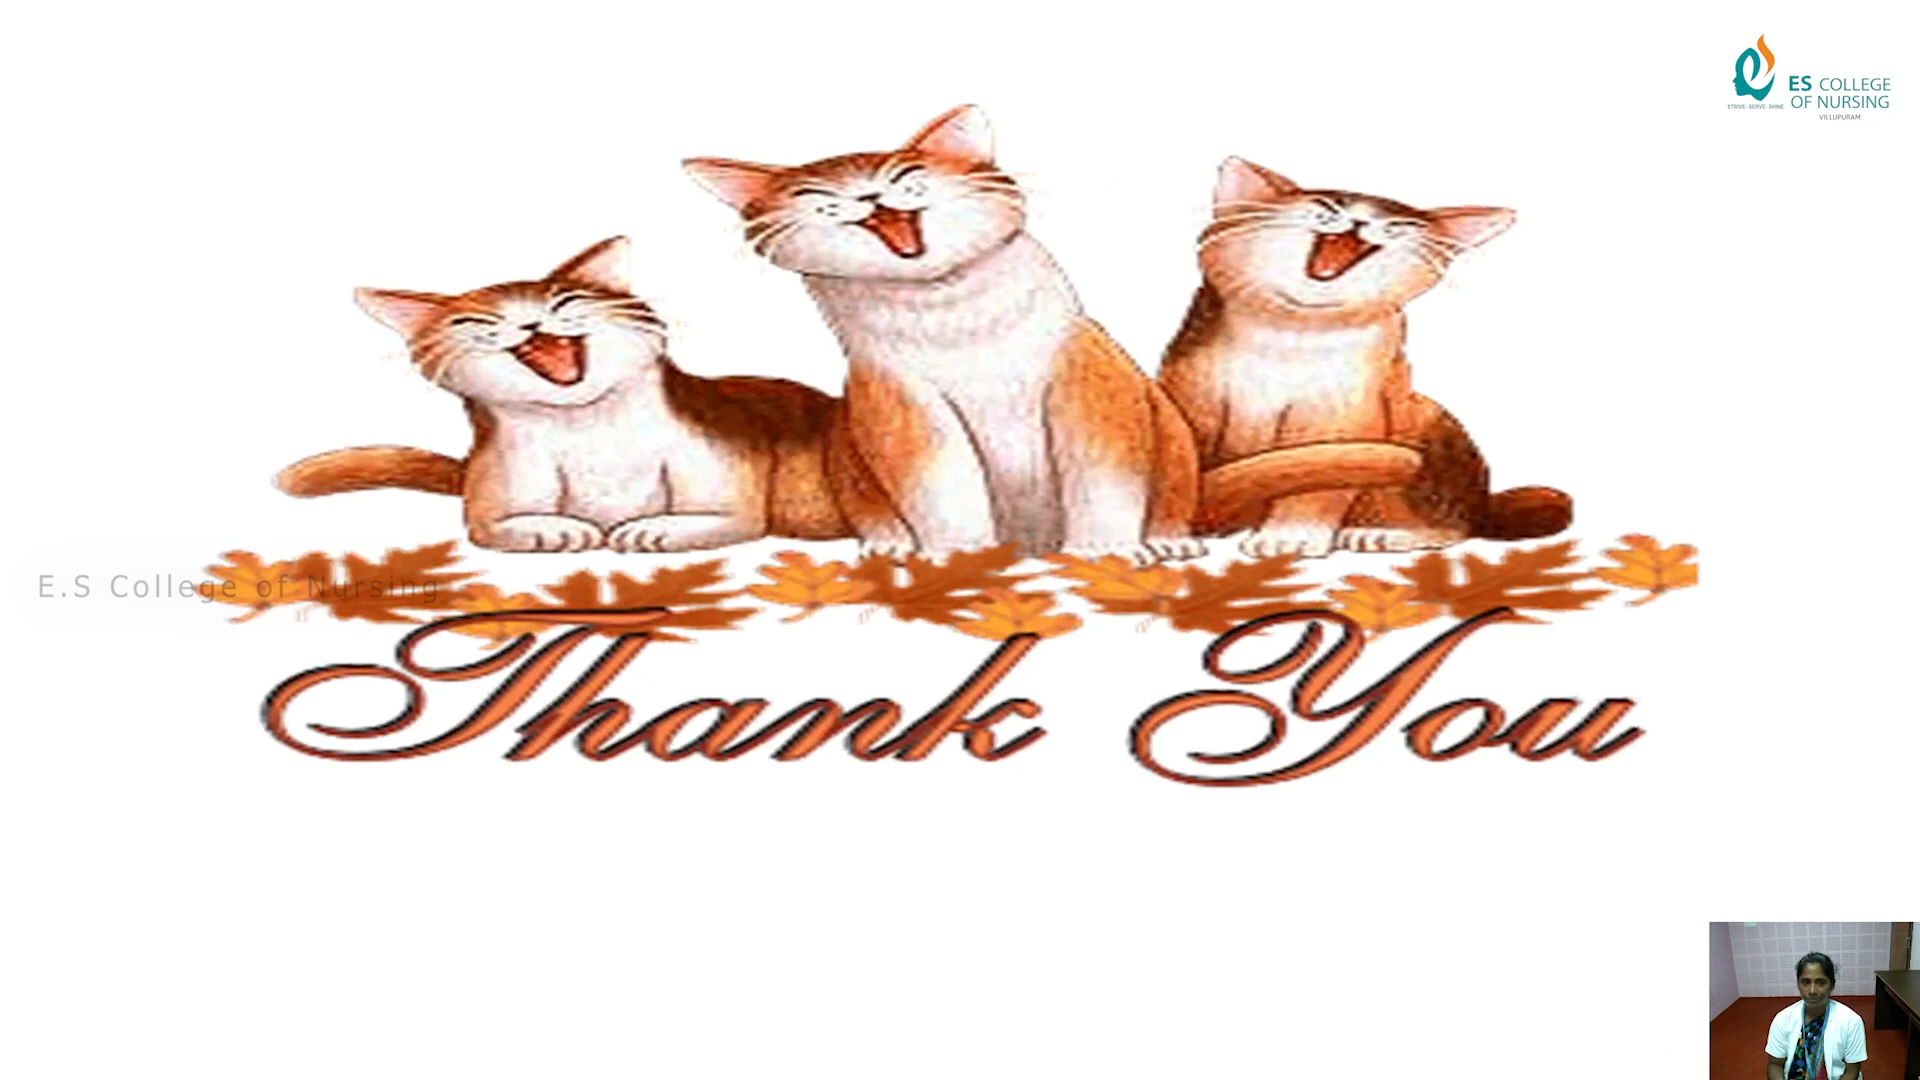 ES COLLEGE
OF NURSING
STRIVE- SERVE- SHINE
VILLUPURAM
E.S College of Nursing
Thank You